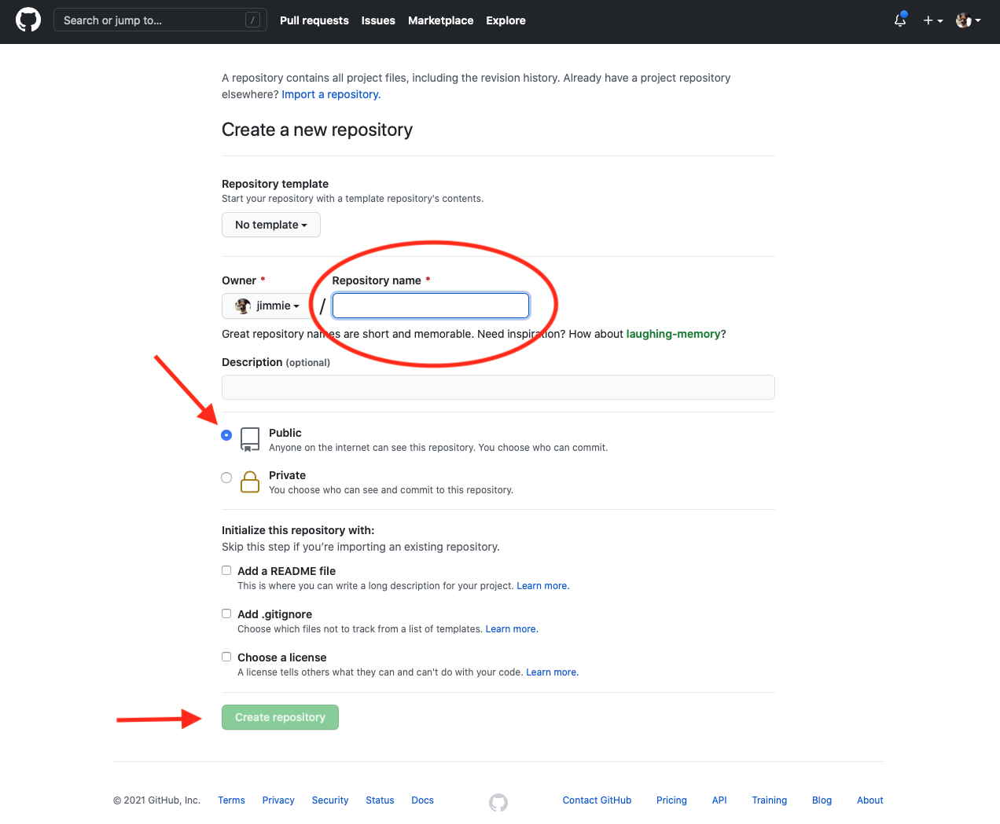 Search or jump to...
/
Pull requests
Issues
Marketplace
Explore
A repository contains all project files, including the revision history. Already have a project repository
elsewhere? Import a repository.
Create a new repository
Repository template
Start your repository with a template repository's contents.
No template
Owner *
Repository name *
jimmie
/
Great repository names are short and memorable. Need inspiration? How about laughing-memory?
Description (optional)
Public
Anyone on the internet can see this repository. You choose who can commit.
Private
You choose who can see and commit to this repository.
Initialize this repository with:
Skip this step if you’re importing an existing repository.
Add a README file
This is where you can write a long description for your project. Learn more.
Add .gitignore
Choose which files not to track from a list of templates. Learn more.
Choose a license
A license tells others what they can and can't do with your code. Learn more.
Create repository
© 2021 GitHub, Inc.
Terms
Privacy
Security
Status
Docs
Contact GitHub
Pricing
API
Training
Blog
About